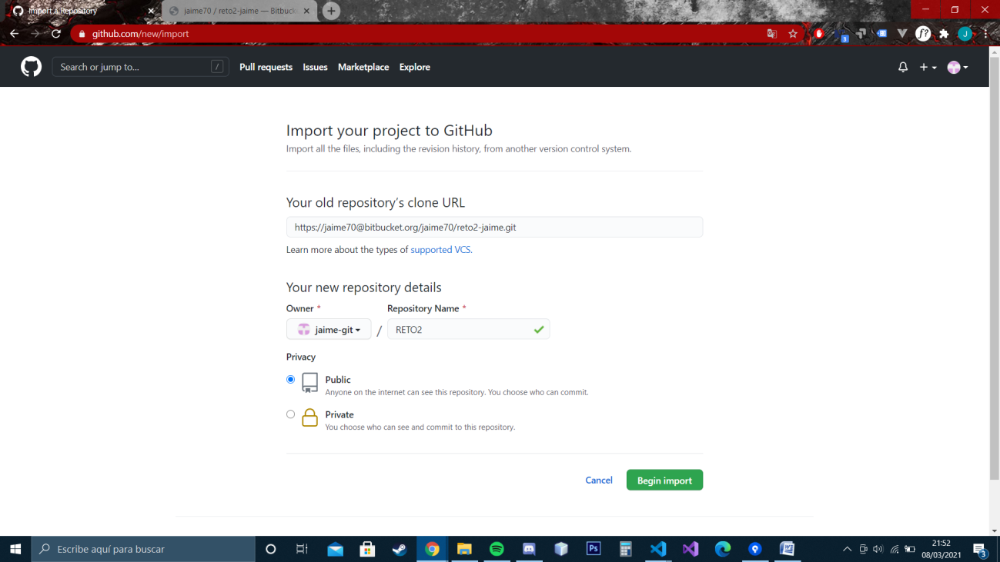 Import a Repository
jaime70 / reto2-jaime — Bitbuck
github.com/new/import
Search or jump to...
/
Pull requests
Issues
Marketplace
Explore
Import your project to GitHub
Import all the files, including the revision history, from another version control system.
Your old repository's clone URL
https://jaime70@bitbucket.org/jaime70/reto2-jaime.git
Learn more about the types of supported VCS.
Your new repository details
Owner *
Repository Name *
jaime-git
/
RETO2
Privacy
Public
Anyone on the internet can see this repository. You choose who can commit.
Private
You choose who can see and commit to this repository.
Cancel
Begin import
Escribe aquí para buscar
Ps
21:52
08/03/2021
3
3
f?
J